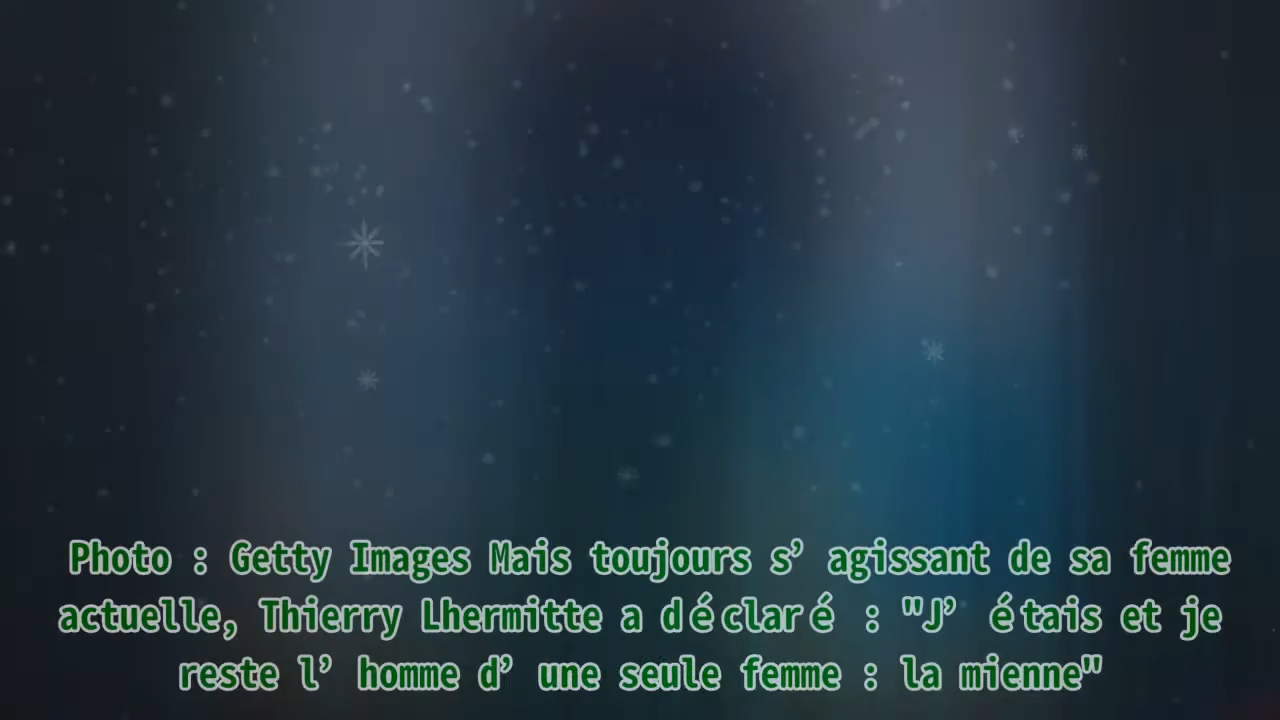 Photo : Getty Images Mais toujours s’ agissant de sa femme
actuelle, Thierry Lhermitte a déclaré : "J’ étais et je
reste l’ homme d’ une seule femme : la mienne"